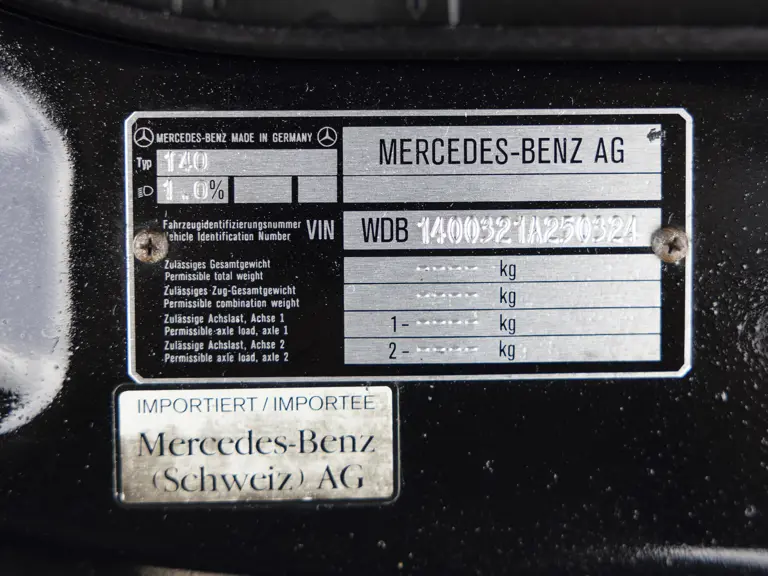 MERCEDES-BENZ MADE IN GERMANY
MERCEDES-BENZ AG
Typ 140
1.0%
Fahrzeugidentifizierungsnummer
Vehicle Identification Number
VIN
WDB 1400321A250324
Zulässiges Gesamtgewicht
Permissible total weight
----- kg
Zulässiges Zug-Gesamtgewicht
Permissible combination weight
----- kg
Zulässige Achslast, Achse 1
Permissible axle load, axle 1
1- ----- kg
Zulässige Achslast, Achse 2
Permissible axle load, axle 2
2- ----- kg
IMPORTIERT / IMPORTEE
Mercedes-Benz
(Schweiz) AG